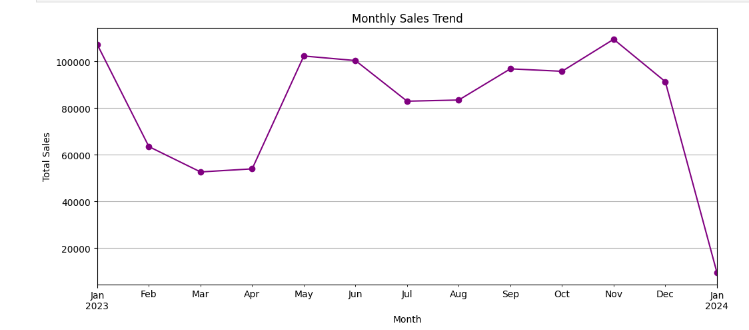 Monthly Sales Trend
100000
80000
60000
40000
20000
Total Sales
Jan Feb Mar Apr May Jun Jul Aug Sep Oct Nov Dec Jan
2023 2024
Month